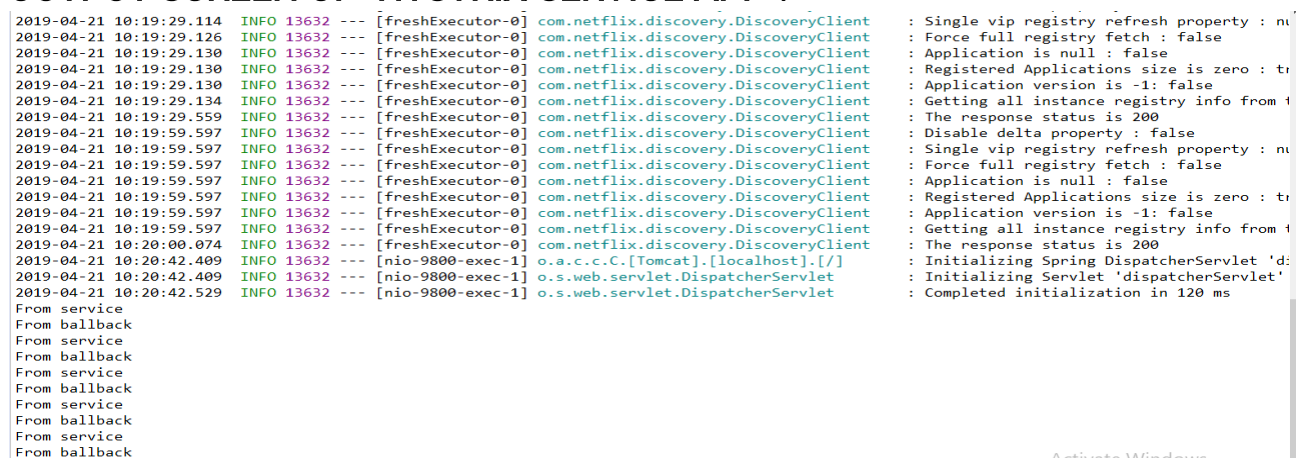 2019-04-21 10:19:29.114 INFO 13632 --- [freshExecutor-0] com.netflix.discovery.DiscoveryClient : Single vip registry refresh property :
2019-04-21 10:19:29.126 INFO 13632 --- [freshExecutor-0] com.netflix.discovery.DiscoveryClient : Force full registry fetch : false
2019-04-21 10:19:29.130 INFO 13632 --- [freshExecutor-0] com.netflix.discovery.DiscoveryClient : Application is null : false
2019-04-21 10:19:29.130 INFO 13632 --- [freshExecutor-0] com.netflix.discovery.DiscoveryClient : Registered Applications size is zero :
2019-04-21 10:19:29.130 INFO 13632 --- [freshExecutor-0] com.netflix.discovery.DiscoveryClient : Application version is -1: false
2019-04-21 10:19:29.134 INFO 13632 --- [freshExecutor-0] com.netflix.discovery.DiscoveryClient : Getting all instance registry info from
2019-04-21 10:19:29.559 INFO 13632 --- [freshExecutor-0] com.netflix.discovery.DiscoveryClient : The response status is 200
2019-04-21 10:19:59.597 INFO 13632 --- [freshExecutor-0] com.netflix.discovery.DiscoveryClient : Disable delta property : false
2019-04-21 10:19:59.597 INFO 13632 --- [freshExecutor-0] com.netflix.discovery.DiscoveryClient : Single vip registry refresh property :
2019-04-21 10:19:59.597 INFO 13632 --- [freshExecutor-0] com.netflix.discovery.DiscoveryClient : Force full registry fetch : false
2019-04-21 10:19:59.597 INFO 13632 --- [freshExecutor-0] com.netflix.discovery.DiscoveryClient : Application is null : false
2019-04-21 10:19:59.597 INFO 13632 --- [freshExecutor-0] com.netflix.discovery.DiscoveryClient : Registered Applications size is zero :
2019-04-21 10:19:59.597 INFO 13632 --- [freshExecutor-0] com.netflix.discovery.DiscoveryClient : Application version is -1: false
2019-04-21 10:19:59.597 INFO 13632 --- [freshExecutor-0] com.netflix.discovery.DiscoveryClient : Getting all instance registry info from
2019-04-21 10:20:00.074 INFO 13632 --- [freshExecutor-0] com.netflix.discovery.DiscoveryClient : The response status is 200
2019-04-21 10:20:42.409 INFO 13632 --- [nio-9800-exec-1] o.a.c.c.C.[Tomcat].[localhost].[/] : Initializing Spring DispatcherServlet
2019-04-21 10:20:42.409 INFO 13632 --- [nio-9800-exec-1] o.s.web.servlet.DispatcherServlet : Initializing Servlet 'dispatcherServlet'
2019-04-21 10:20:42.529 INFO 13632 --- [nio-9800-exec-1] o.s.web.servlet.DispatcherServlet : Completed initialization in 120 ms
From service
From ballback
From service
From ballback
From service
From ballback
From service
From ballback
From service
From ballback